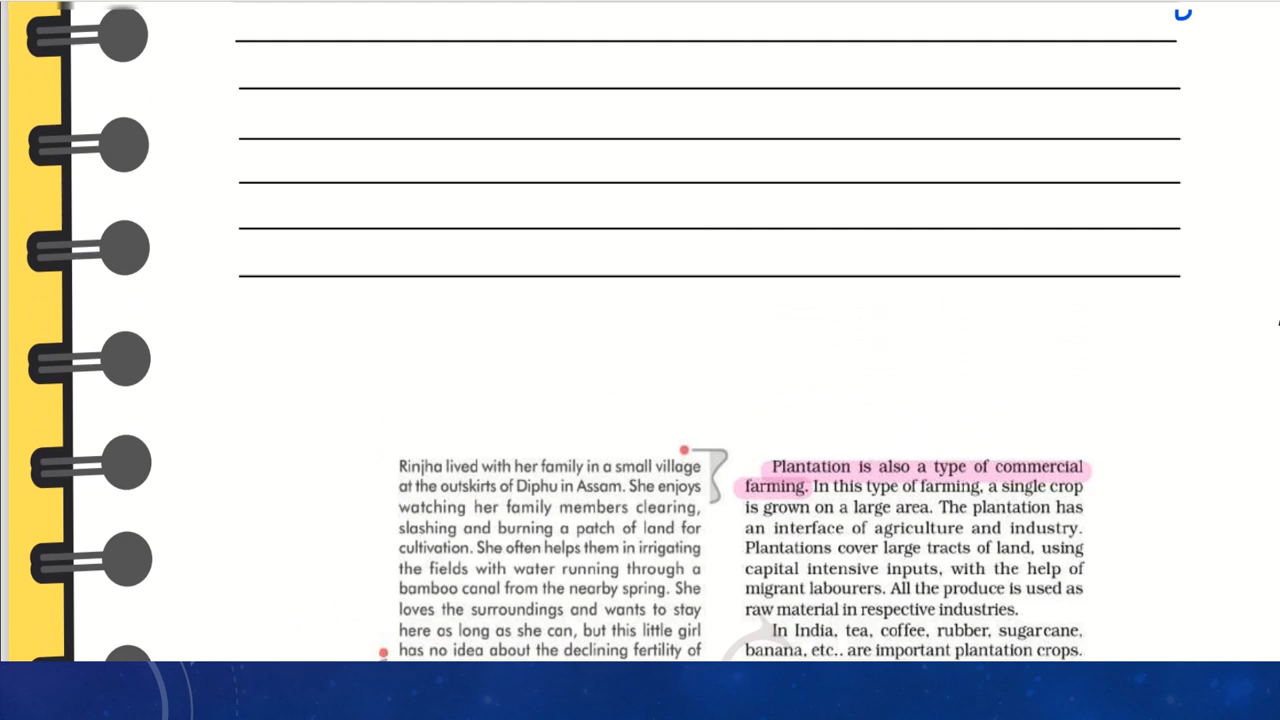 Rinjha lived with her family in a small village
at the outskirts of Diphu in Assam. She enjoys
watching her family members clearing,
slashing and burning a patch of land for
cultivation. She often helps them in irrigating
the fields with water running through a
bamboo canal from the nearby spring. She
loves the surroundings and wants to stay
here as long as she can, but this little girl
has no idea about the declining fertility of
Plantation is also a type of commercial
farming. In this type of farming, a single crop
is grown on a large area. The plantation has
an interface of agriculture and industry.
Plantations cover large tracts of land, using
capital intensive inputs, with the help of
migrant labourers. All the produce is used as
raw material in respective industries.
In India, tea, coffee, rubber, sugarcane,
banana, etc.. are important plantation crops.